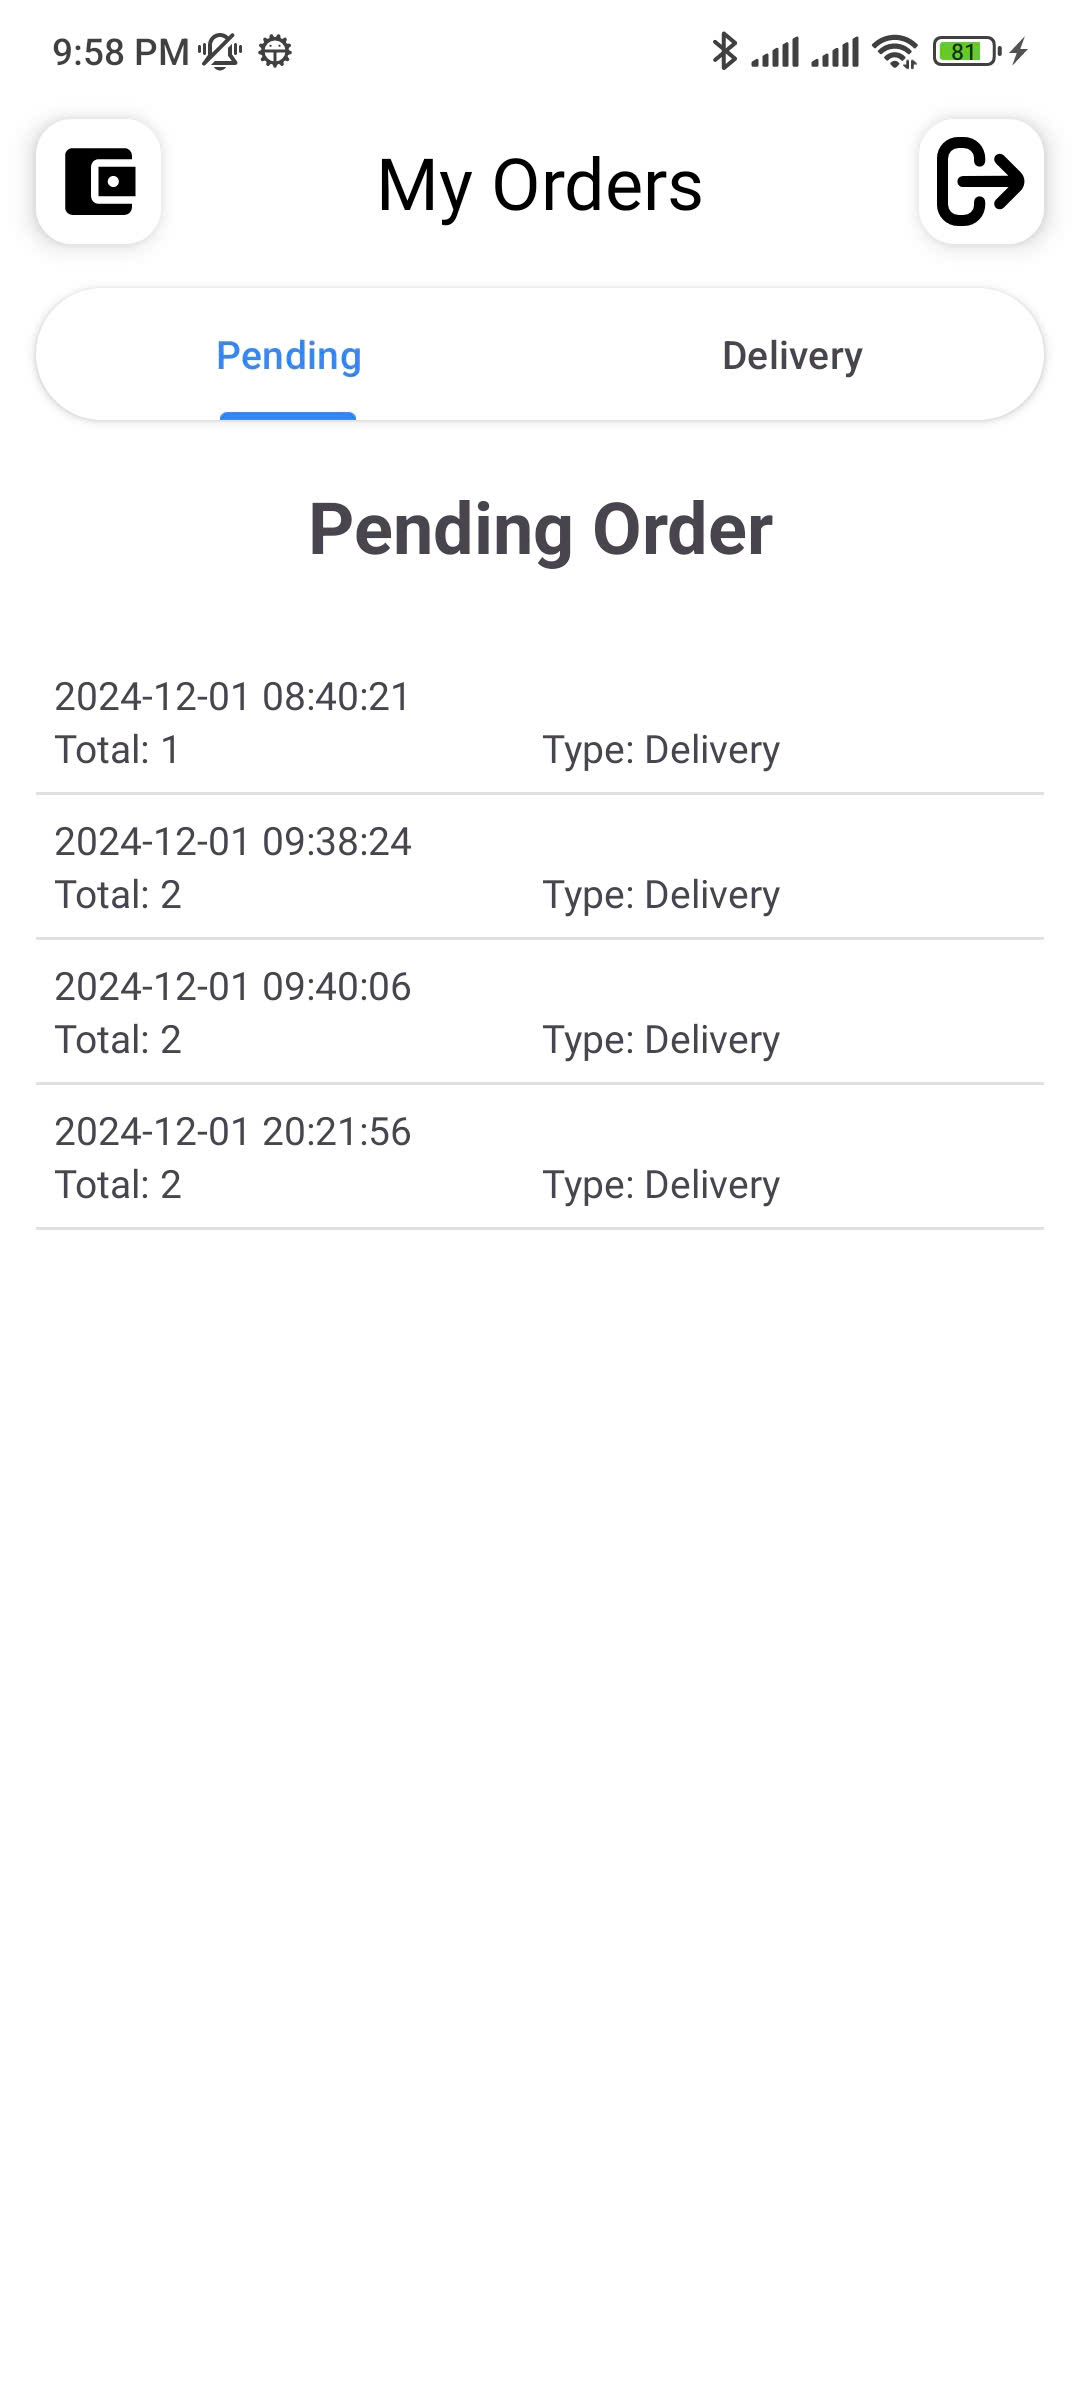 9:58 PM
81
My Orders
Pending Delivery
Pending Order
2024-12-01 08:40:21
Total: 1 Type: Delivery
2024-12-01 09:38:24
Total: 2 Type: Delivery
2024-12-01 09:40:06
Total: 2 Type: Delivery
2024-12-01 20:21:56
Total: 2 Type: Delivery